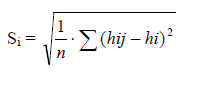 Sᵢ = √(1/n · ∑(hij – hi)²)